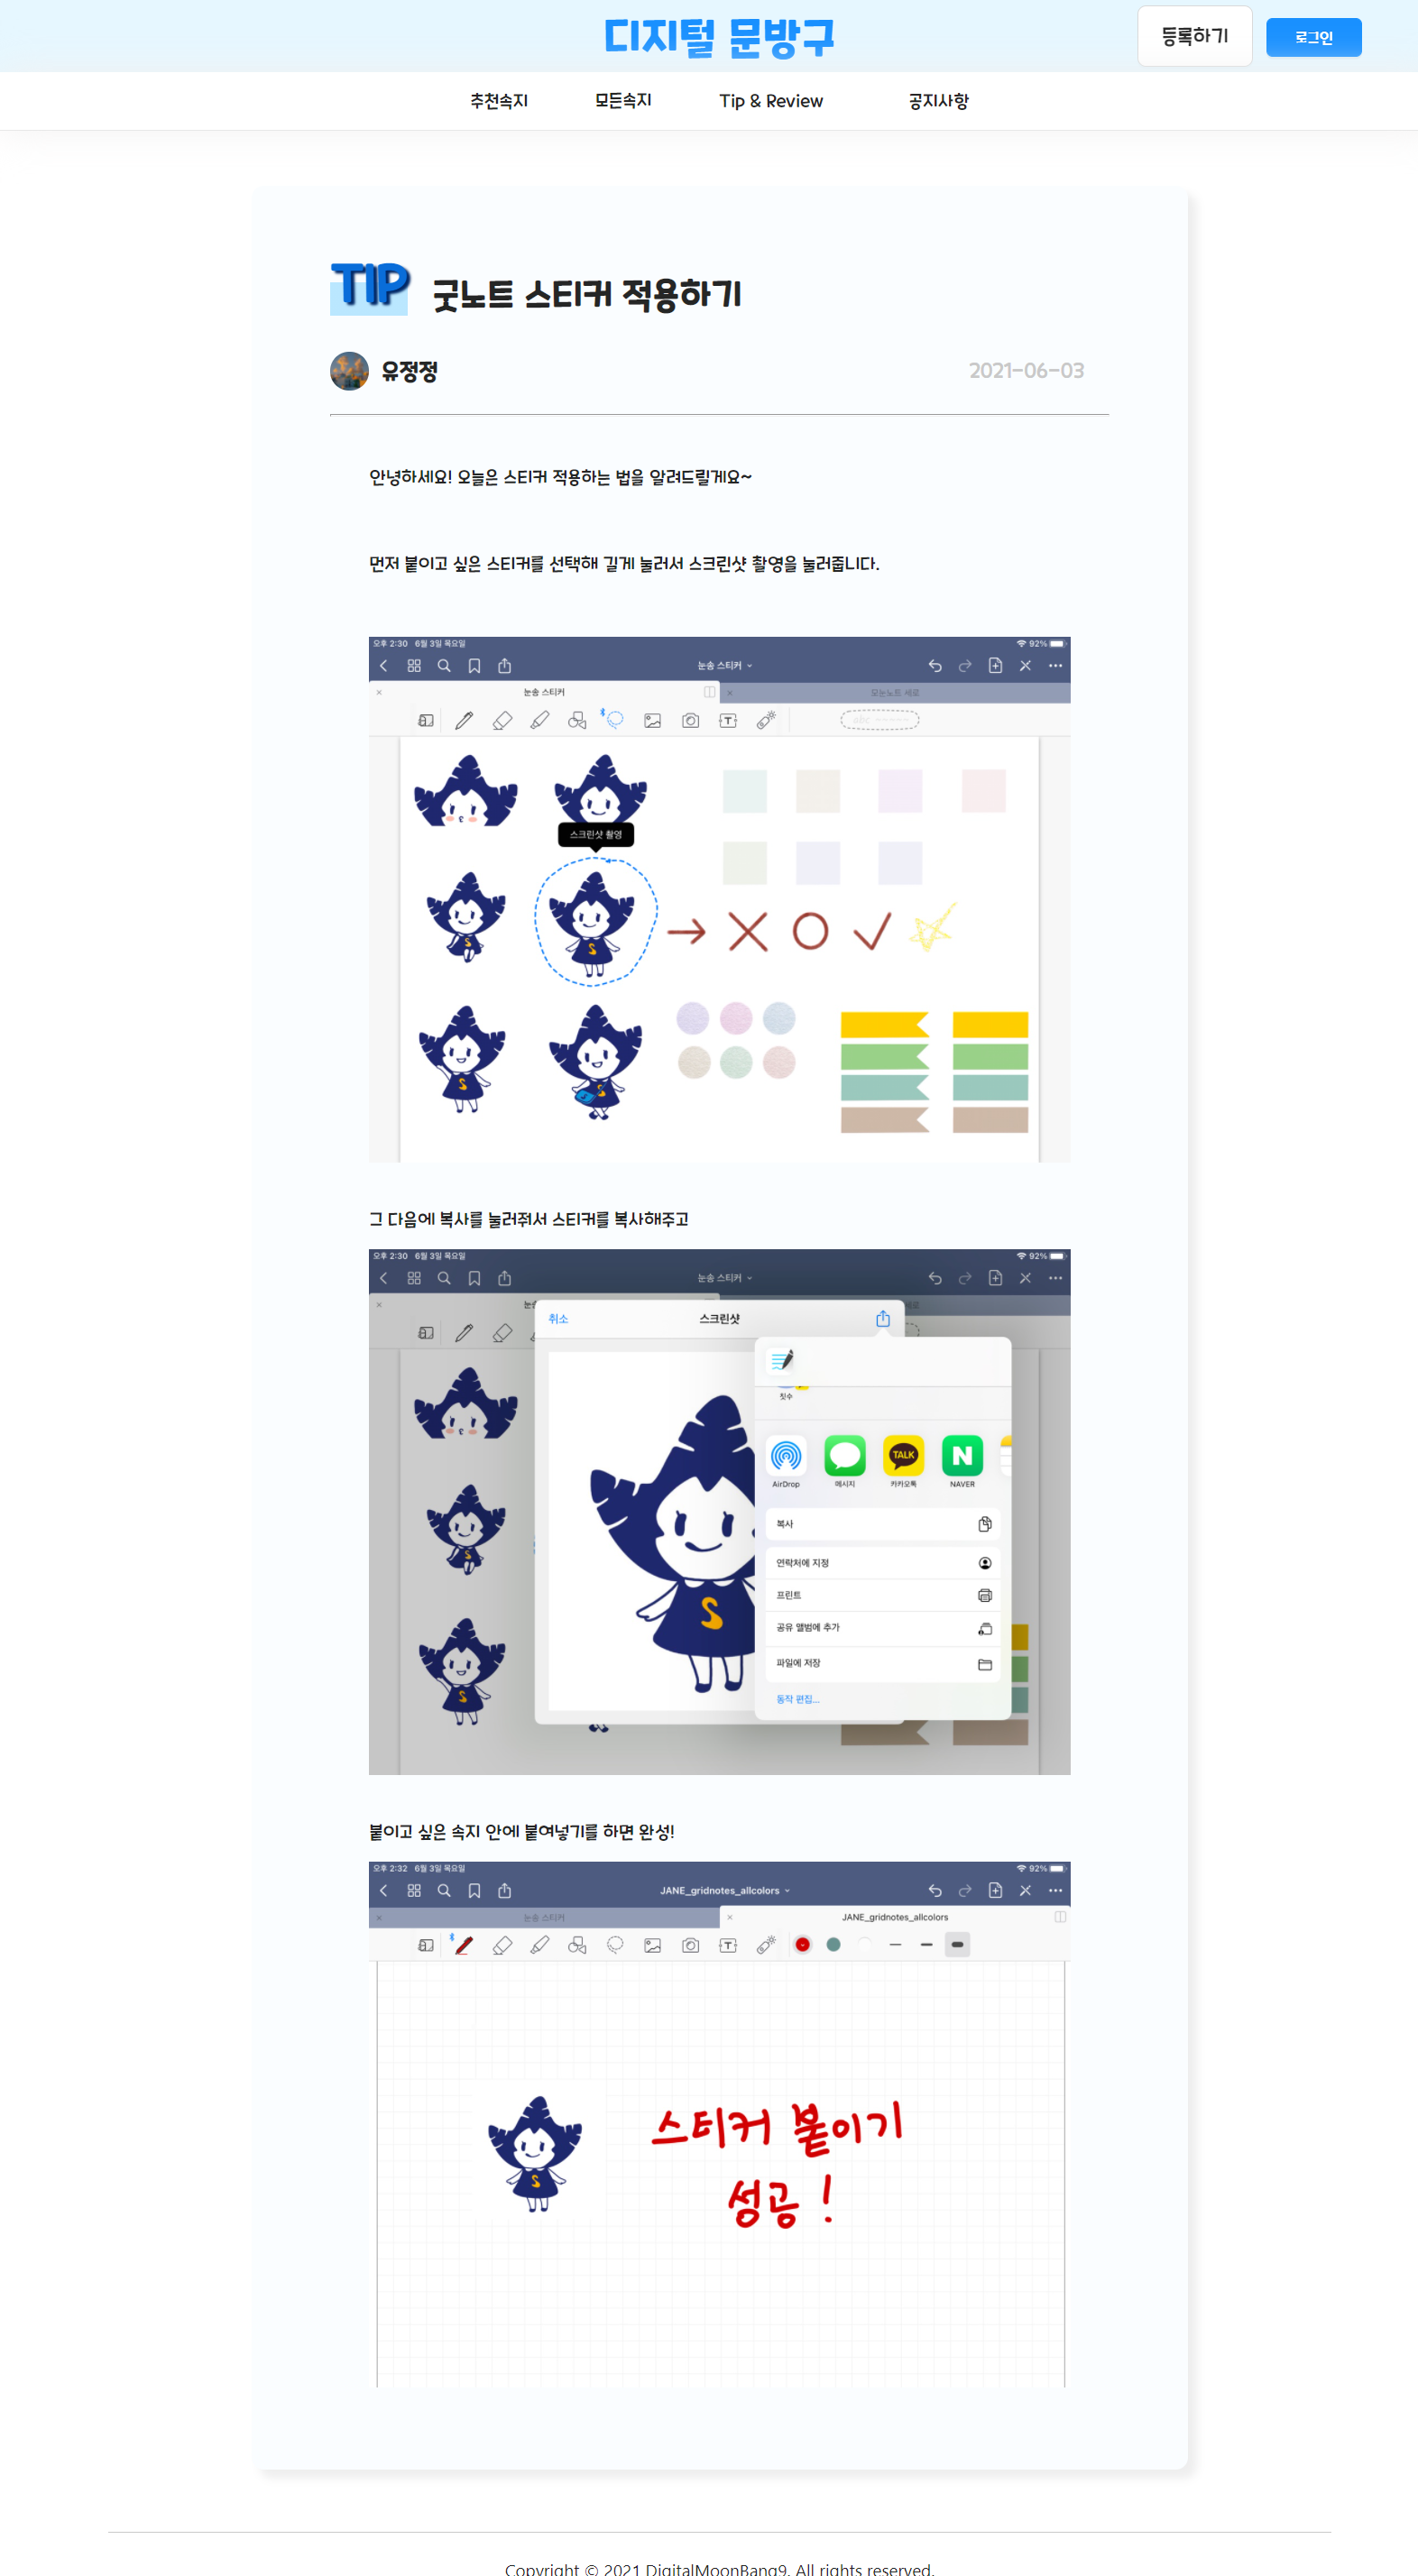 디지털 문방구
등록하기
로그인
추천속지
모든속지
Tip & Review
공지사항
TIP
굿노트 스티커 적용하기
유정정
2021-06-03
안녕하세요! 오늘은 스티커 적용하는 법을 알려드릴게요~
먼저 붙이고 싶은 스티커를 선택해 길게 눌러서 스크린샷 촬영을 눌러줍니다.
오후 2:30 6월 3일 목요일
92%
눈송 스티커
눈송 스티커
모눈노트 세로
abc
스크린샷 촬영
그 다음에 복사를 눌러줘서 스티커를 복사해주고
오후 2:30 6월 3일 목요일
92%
눈송 스티커
취소
스크린샷
첫수
TALK
N
AirDrop
메시지
카카오톡
NAVER
복사
연락처에 지정
프린트
공유 앨범에 추가
파일에 저장
동작 편집...
붙이고 싶은 속지 안에 붙여넣기를 하면 완성!
오후 2:32 6월 3일 목요일
92%
JANE_gridnotes_allcolors
눈송 스티커
JANE_gridnotes_allcolors
스티커 붙이기
성공!
Copyright © 2021 DigitalMoonBang9. All rights reserved.